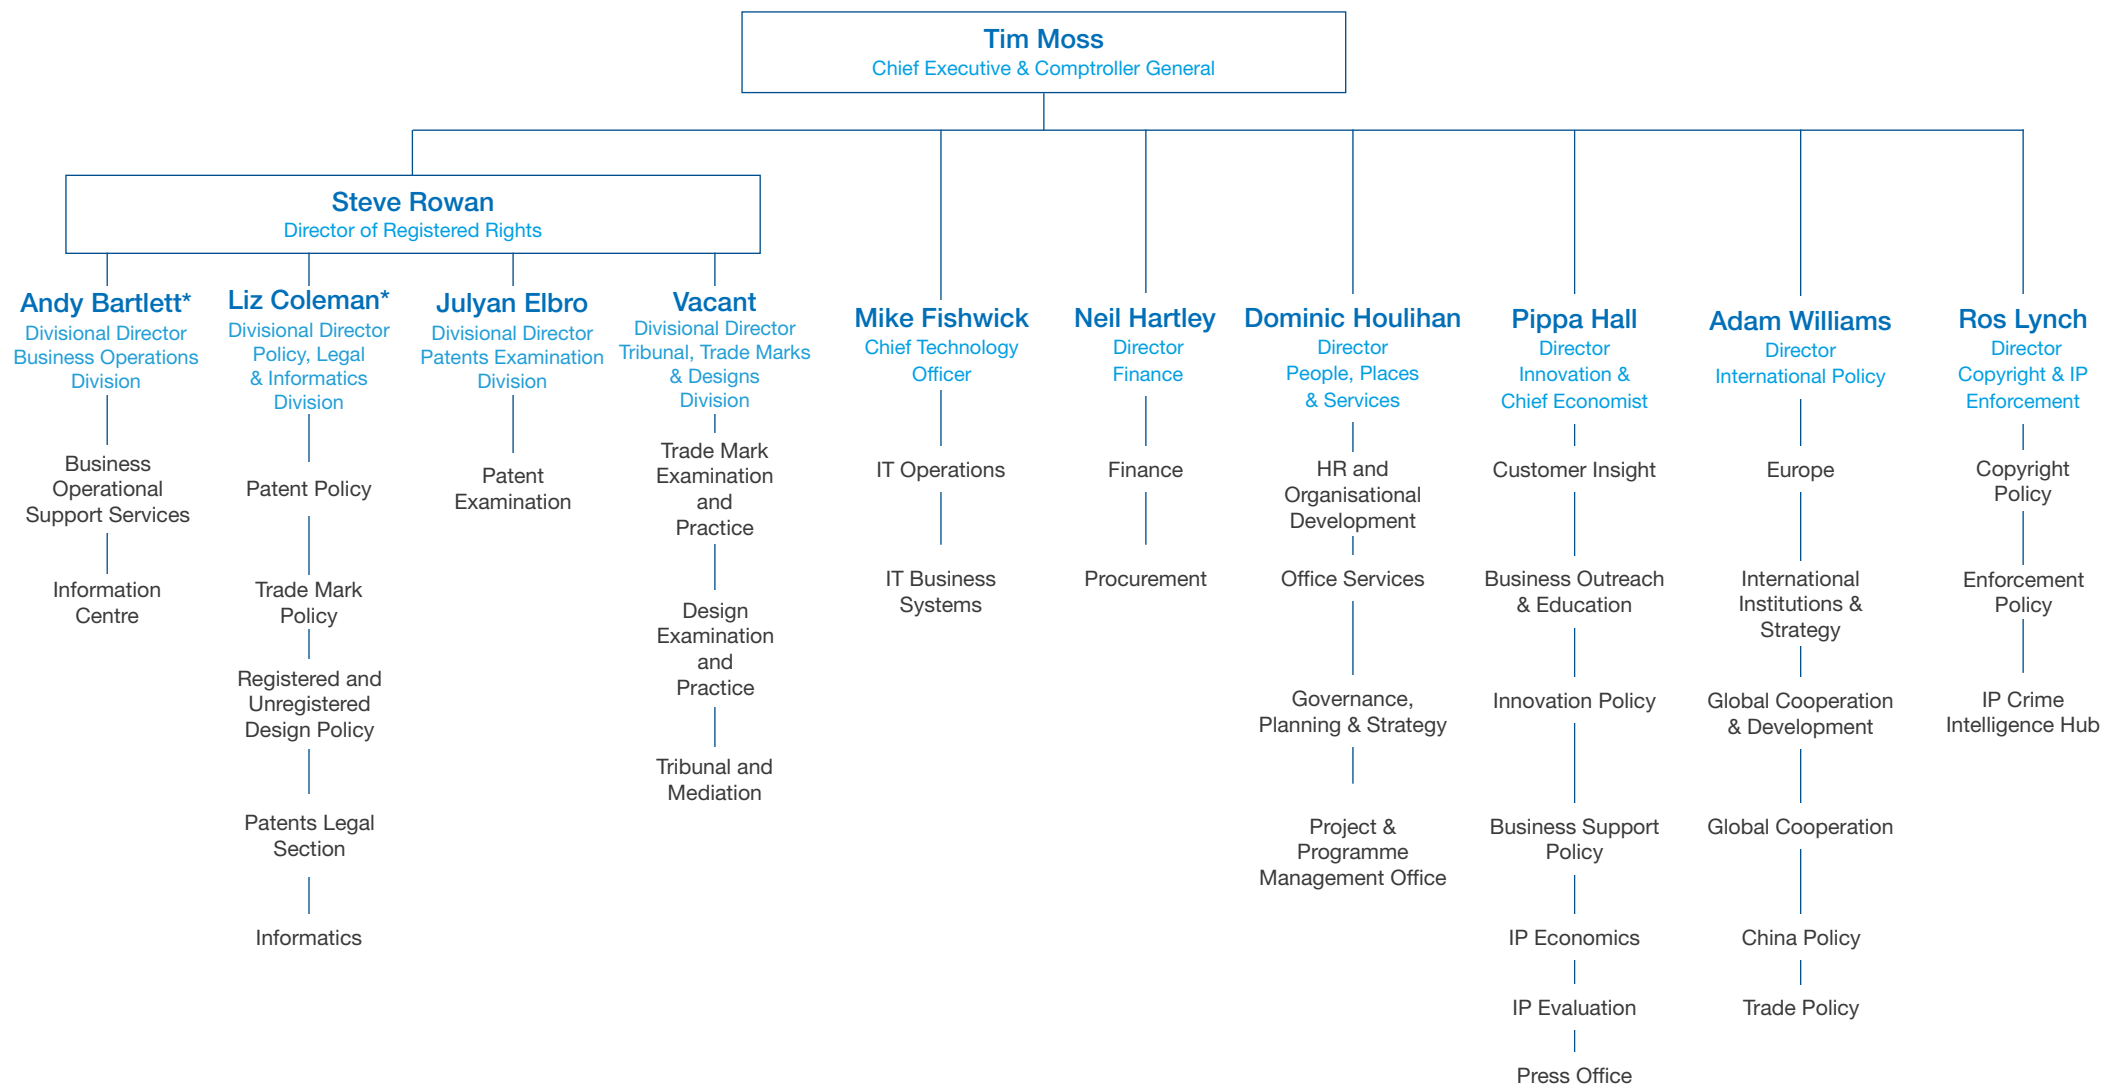 Tim Moss
Chief Executive & Comptroller General
Steve Rowan
Director of Registered Rights
Andy Bartlett*
Divisional Director
Business Operations
Division
Business
Operational
Support Services
Information
Centre
Liz Coleman*
Divisional Director
Policy, Legal
& Informatics
Division
Patent Policy
Trade Mark
Policy
Registered and
Unregistered
Design Policy
Patents Legal
Section
Informatics
Julyan Elbro
Divisional Director
Patents Examination
Division
Patent
Examination
Vacant
Divisional Director
Tribunal, Trade Marks
& Designs
Division
Trade Mark
Examination
and
Practice
Design
Examination
and
Practice
Tribunal and
Mediation
Mike Fishwick
Chief Technology
Officer
IT Operations
IT Business
Systems
Neil Hartley
Director
Finance
Finance
Procurement
Dominic Houlihan
Director
People, Places
& Services
HR and
Organisational
Development
Office Services
Governance,
Planning & Strategy
Project &
Programme
Management Office
Pippa Hall
Director
Innovation &
Chief Economist
Customer Insight
Business Outreach
& Education
Innovation Policy
Business Support
Policy
IP Economics
IP Evaluation
Press Office
Adam Williams
Director
International Policy
Europe
International
Institutions &
Strategy
Global Cooperation
& Development
Global Cooperation
China Policy
Trade Policy
Ros Lynch
Director
Copyright & IP
Enforcement
Copyright
Policy
Enforcement
Policy
IP Crime
Intelligence Hub